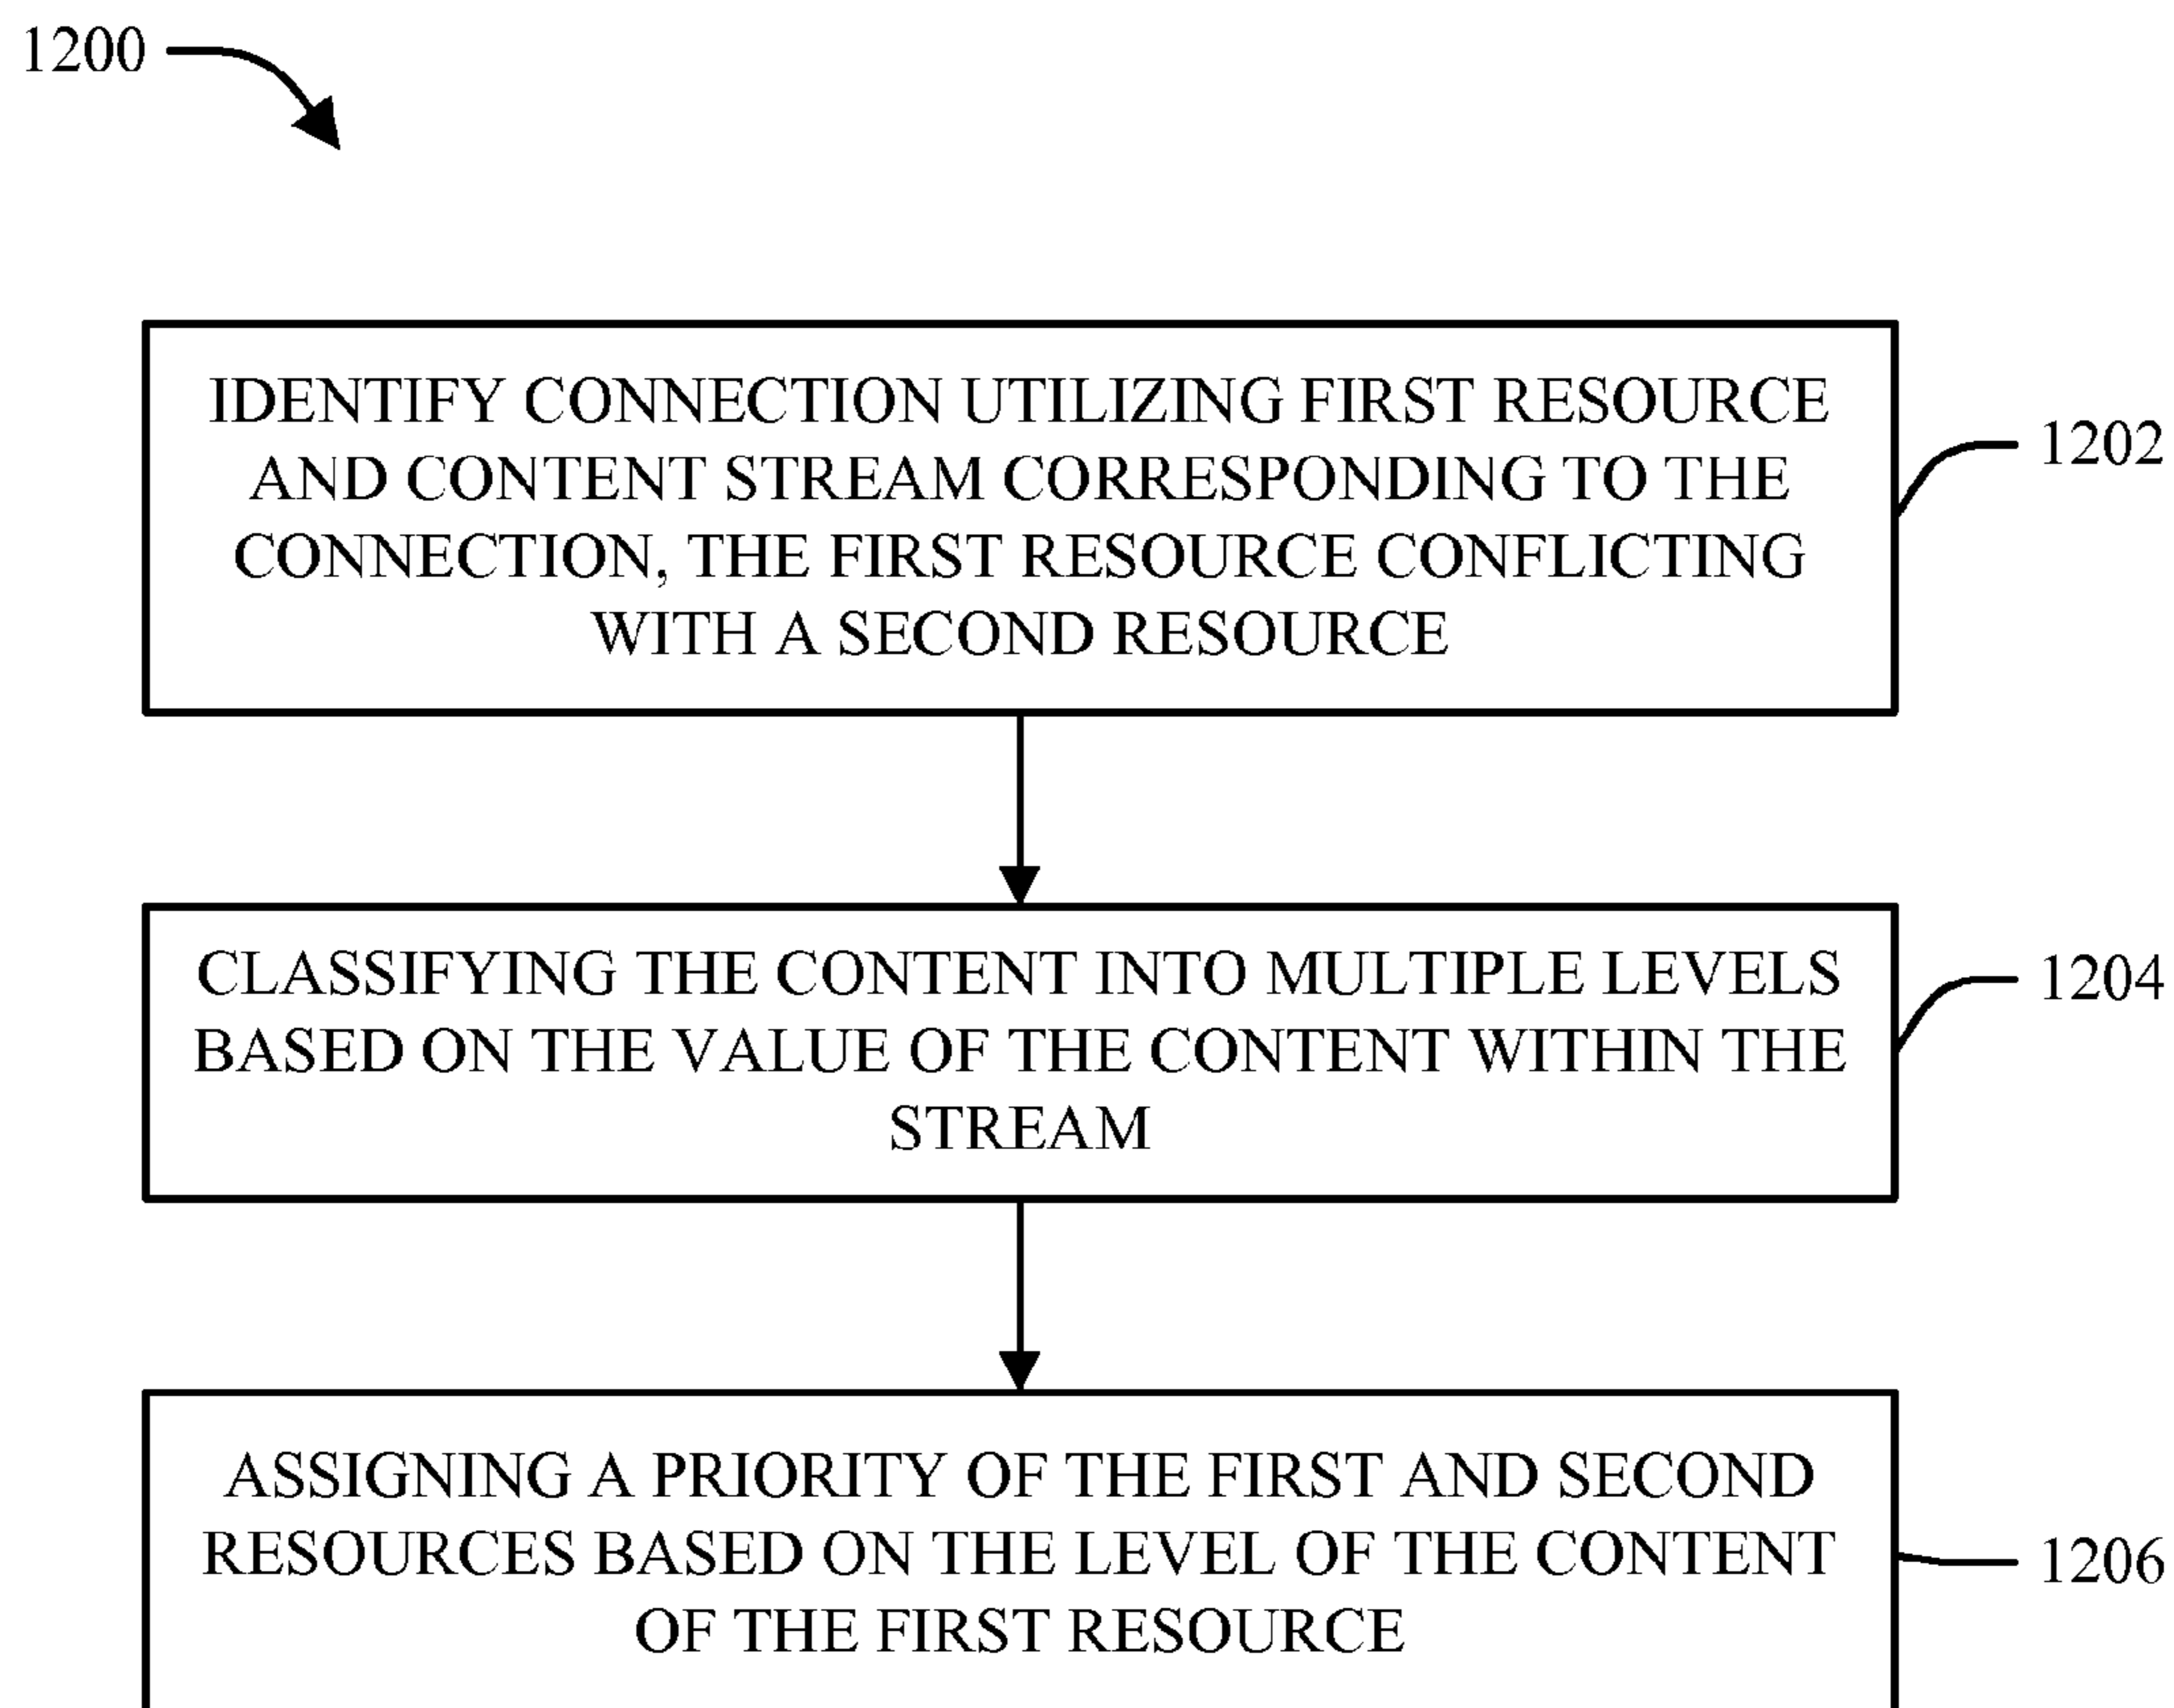 1200
IDENTIFY CONNECTION UTILIZING FIRST RESOURCE
AND CONTENT STREAM CORRESPONDING TO THE
CONNECTION, THE FIRST RESOURCE CONFLICTING
WITH A SECOND RESOURCE
1202
CLASSIFYING THE CONTENT INTO MULTIPLE LEVELS
BASED ON THE VALUE OF THE CONTENT WITHIN THE
STREAM
1204
ASSIGNING A PRIORITY OF THE FIRST AND SECOND
RESOURCES BASED ON THE LEVEL OF THE CONTENT
OF THE FIRST RESOURCE
1206